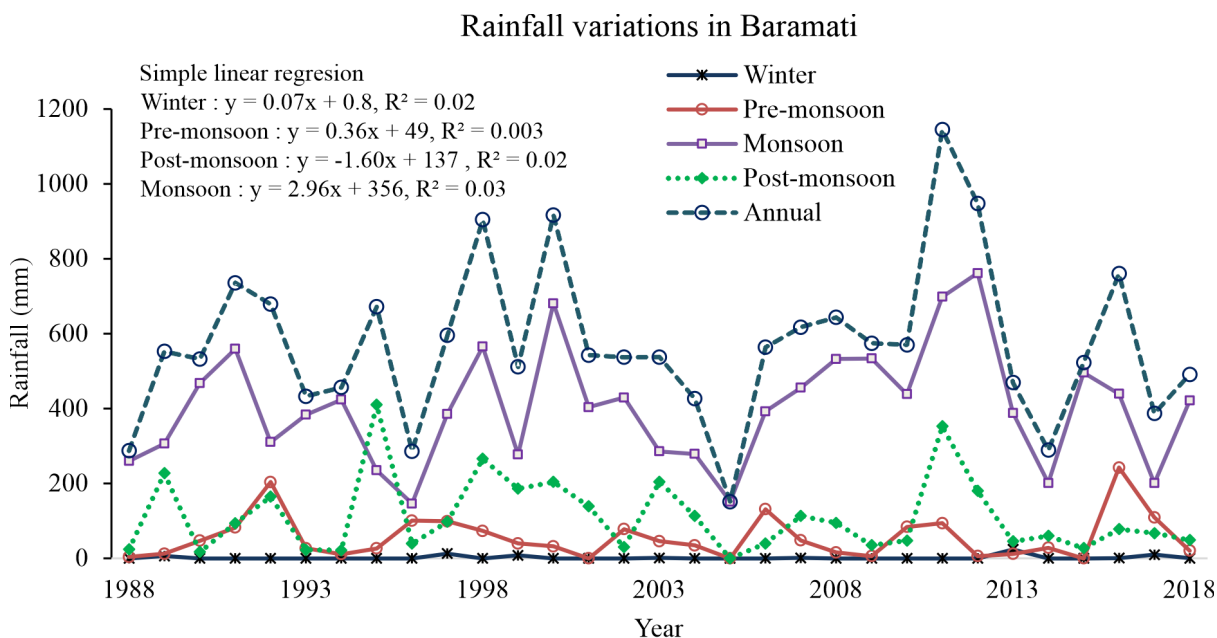 Rainfall variations in Baramati
Simple linear regresion
Winter : y = 0.07x + 0.8, R² = 0.02
Pre-monsoon : y = 0.36x + 49, R² = 0.003
Post-monsoon : y = -1.60x + 137 , R² = 0.02
Monsoon : y = 2.96x + 356, R² = 0.03
Winter
Pre-monsoon
Monsoon
Post-monsoon
Annual
Rainfall (mm)
1200
1000
800
600
400
200
0
1988 1993 1998 2003 2008 2013 2018
Year